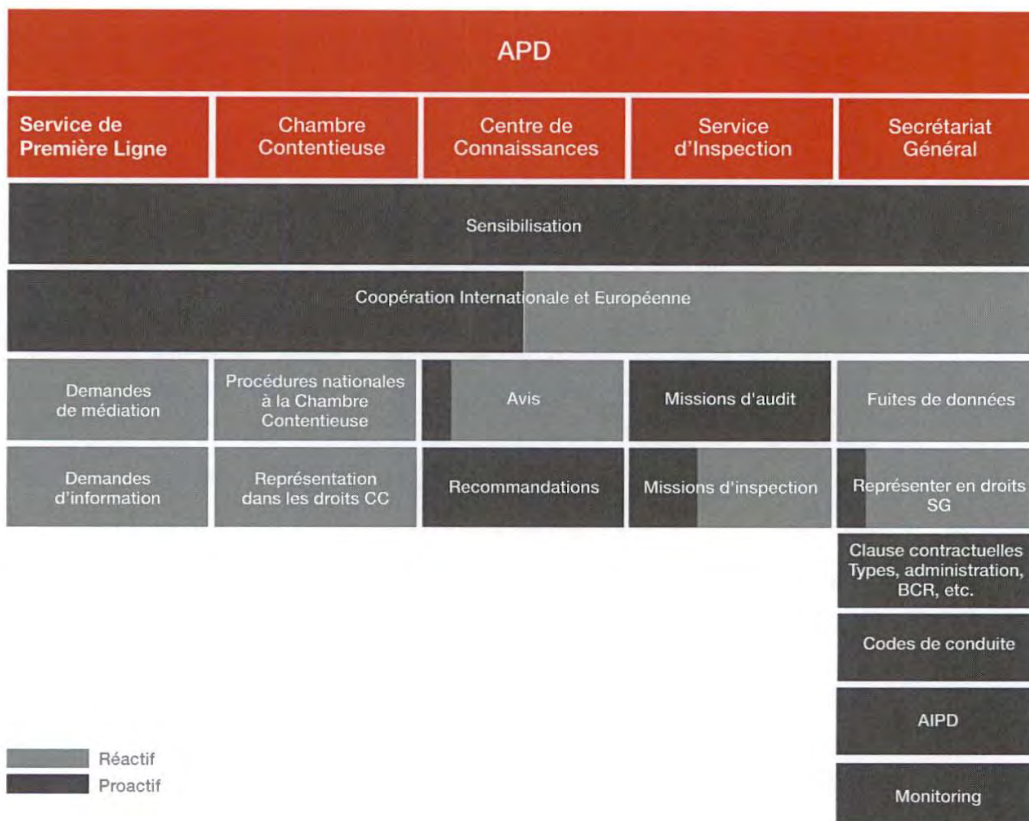 APD
Service de
Première Ligne
Chambre
Contentieuse
Centre de
Connaissances
Service
d'Inspection
Secrétariat
Général
Sensibilisation
Coopération Internationale et Européenne
Demandes
de médiation
Procédures nationales
à la Chambre
Contentieuse
Avis
Missions d'audit
Fuites de données
Demandes
d'information
Représentation
dans les droits CC
Recommandations
Missions d'inspection
Représenter en droits
SG
Clause contractuelles
Types, administration,
BCR, etc.
Codes de conduite
AIPD
Monitoring
Réactif
Proactif